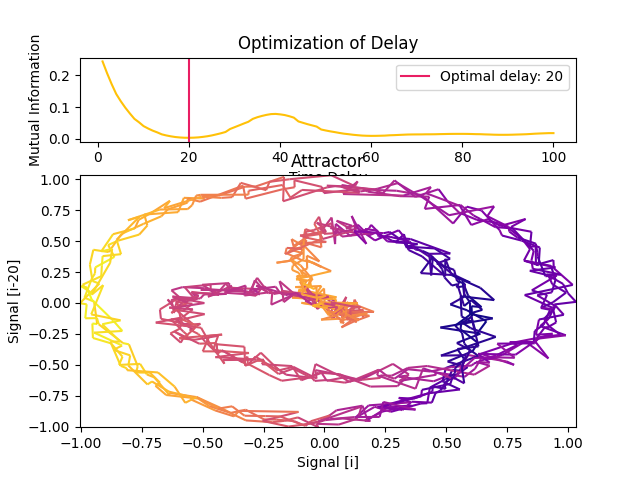 Optimization of Delay
Mutual Information
0.2
0.1
0.0
Optimal delay: 20
0 20 40 60 80 100
Time Delay
Attractor
Signal [i-20]
1.00
0.75
0.50
0.25
0.00
−0.25
−0.50
−0.75
−1.00
−1.00 −0.75 −0.50 −0.25 0.00 0.25 0.50 0.75 1.00
Signal [i]